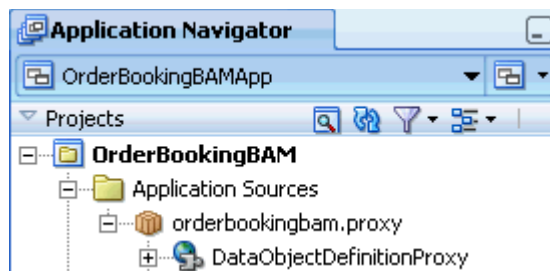 Application Navigator
OrderBookingBAMApp
Projects
OrderBookingBAM
Application Sources
orderbookingbam.proxy
DataObjectDefinitionProxy